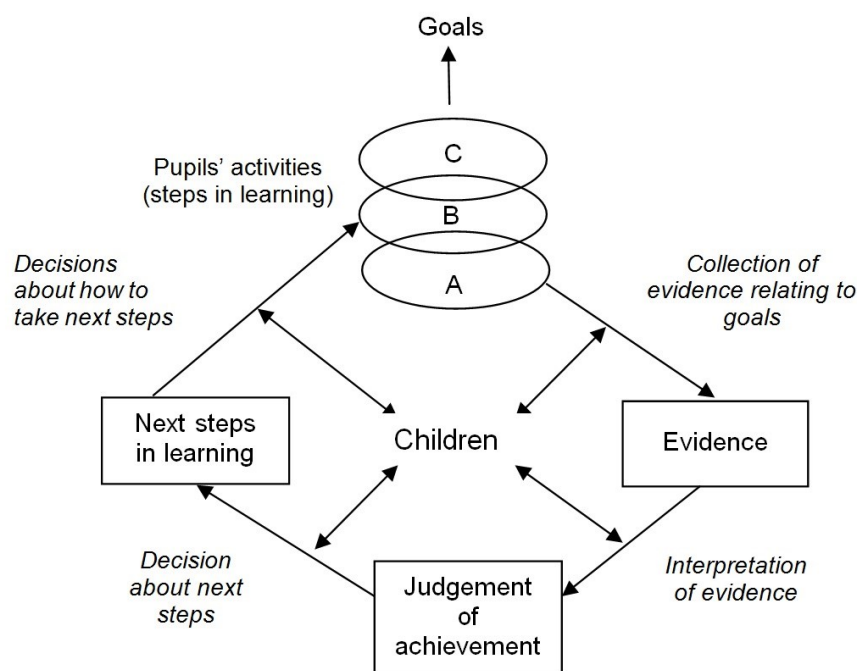 Goals
C
Pupils’ activities
(steps in learning)
B
A
Decisions
about how to
take next steps
Collection of
evidence relating to
goals
Next steps
in learning
Children
Evidence
Decision
about next
steps
Judgement
of
achievement
Interpretation
of evidence